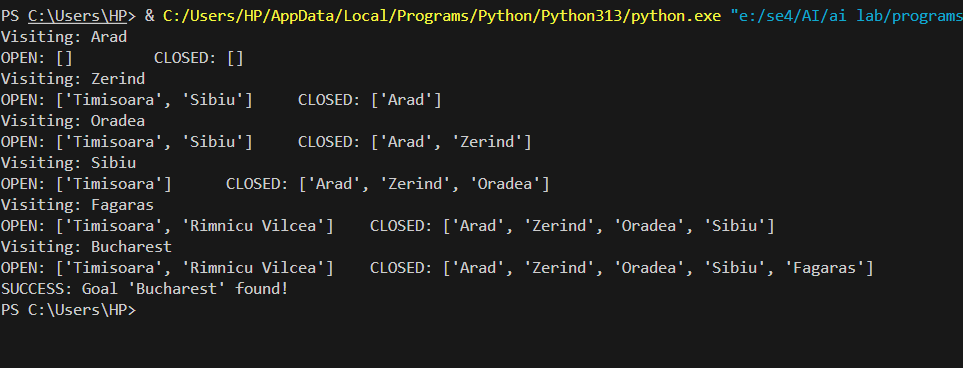 PS C:\Users\HP> & C:/Users/HP/AppData/Local/Programs/Python/Python313/python.exe "e:/se4/AI/ai lab/programs
Visiting: Arad
OPEN: []         CLOSED: []
Visiting: Zerind
OPEN: ['Timisoara', 'Sibiu']     CLOSED: ['Arad']
Visiting: Oradea
OPEN: ['Timisoara', 'Sibiu']     CLOSED: ['Arad', 'Zerind']
Visiting: Sibiu
OPEN: ['Timisoara']      CLOSED: ['Arad', 'Zerind', 'Oradea']
Visiting: Fagaras
OPEN: ['Timisoara', 'Rimnicu Vilcea']    CLOSED: ['Arad', 'Zerind', 'Oradea', 'Sibiu']
Visiting: Bucharest
OPEN: ['Timisoara', 'Rimnicu Vilcea']    CLOSED: ['Arad', 'Zerind', 'Oradea', 'Sibiu', 'Fagaras']
SUCCESS: Goal 'Bucharest' found!
PS C:\Users\HP>